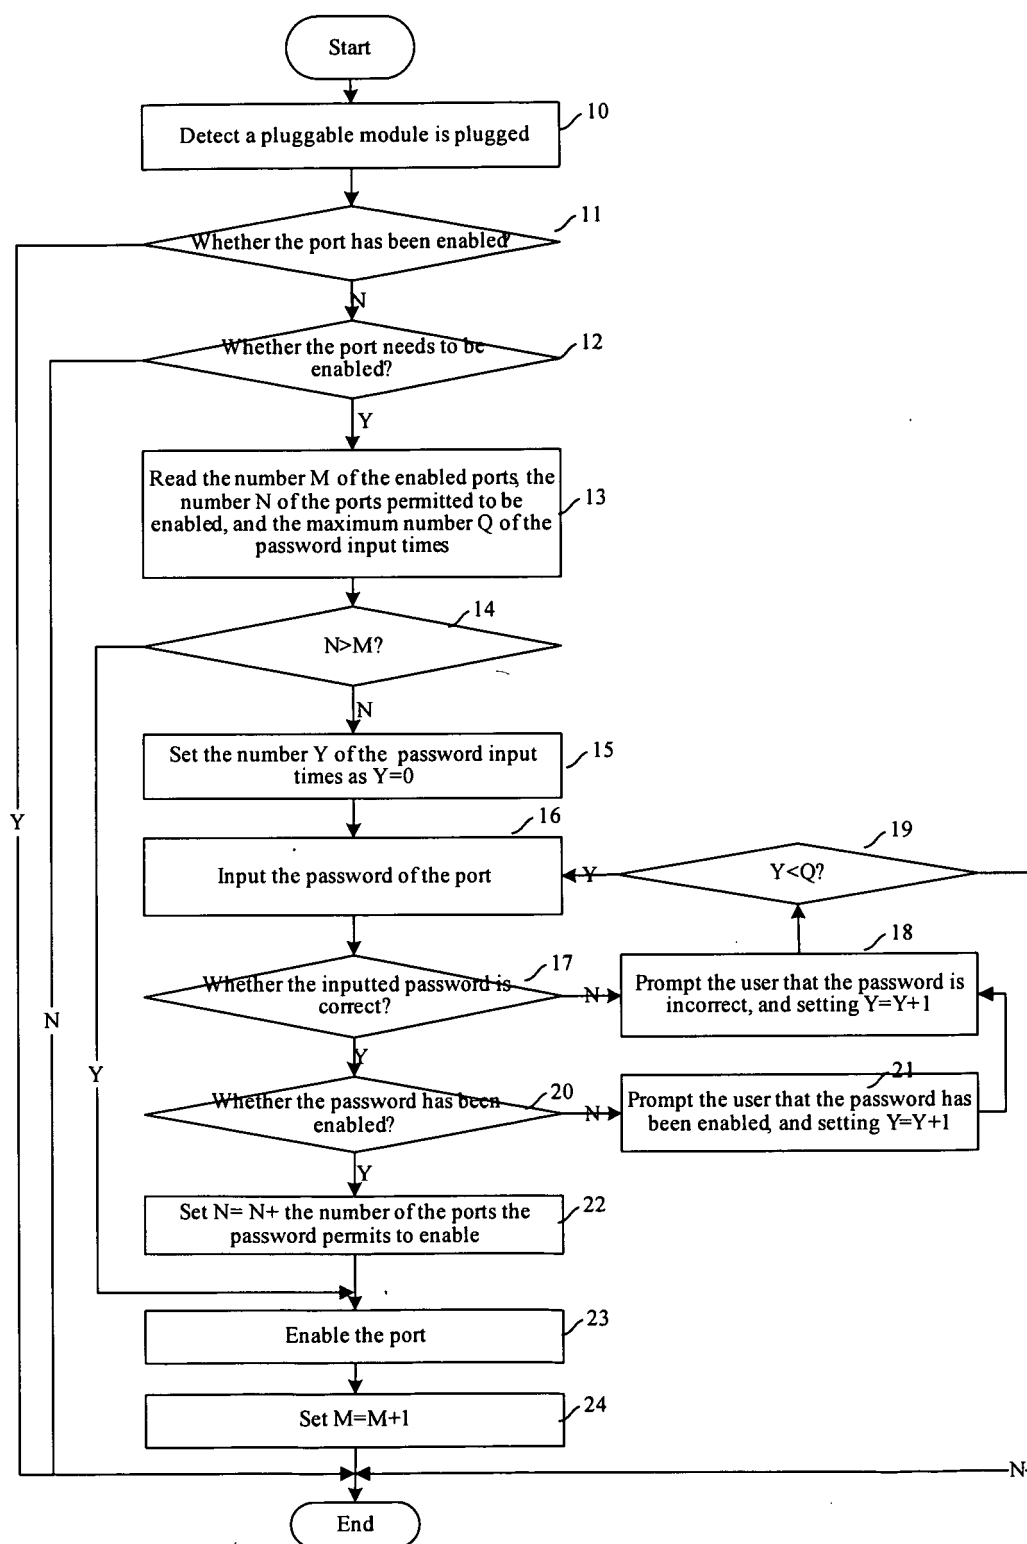 Start
10
Detect a pluggable module is plugged
11
Whether the port has been enabled?
N
12
Whether the port needs to be
enabled?
Y
Read the number M of the enabled ports, the
number N of the ports permitted to be
enabled, and the maximum number Q of the
password input times
13
14
N>M?
N
Set the number Y of the password input
times as Y=0
15
16
Y
Input the password of the port
Y
Y<Q?
19
18
17
Whether the inputted password is
correct?
N
Prompt the user that the password is
incorrect, and setting Y=Y+1
N
Y
Y
21
20
Whether the password has been
enabled?
N
Prompt the user that the password has
been enabled, and setting Y=Y+1
Y
Set N= N+ the number of the ports the
password permits to enable
22
Enable the port
23
Set M=M+1
24
N
End